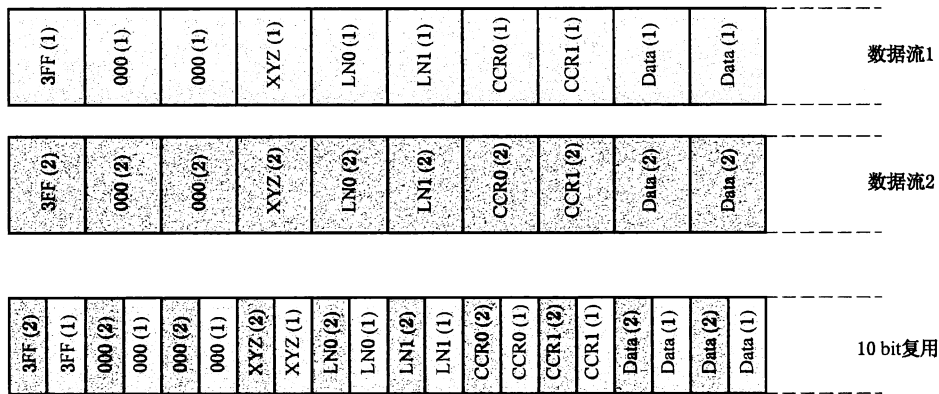 3FF (1) 000 (1) 000 (1) XYZ (1) LN0 (1) LN1 (1) CCR0 (1) CCR1 (1) Data (1) Data (1) 数据流1
3FF (2) 000 (2) 000 (2) XYZ (2) LN0 (2) LN1 (2) CCR0 (2) CCR1 (2) Data (2) Data (2) 数据流2
3FF (2) 3FF (1) 000 (2) 000 (1) 000 (2) 000 (1) XYZ (2) XYZ (1) LN0 (2) LN0 (1) LN1 (2) LN1 (1) CCR0 (2) CCR0 (1) CCR1 (2) CCR1 (1) Data (2) Data (1) Data (2) Data (1) 10 bit复用